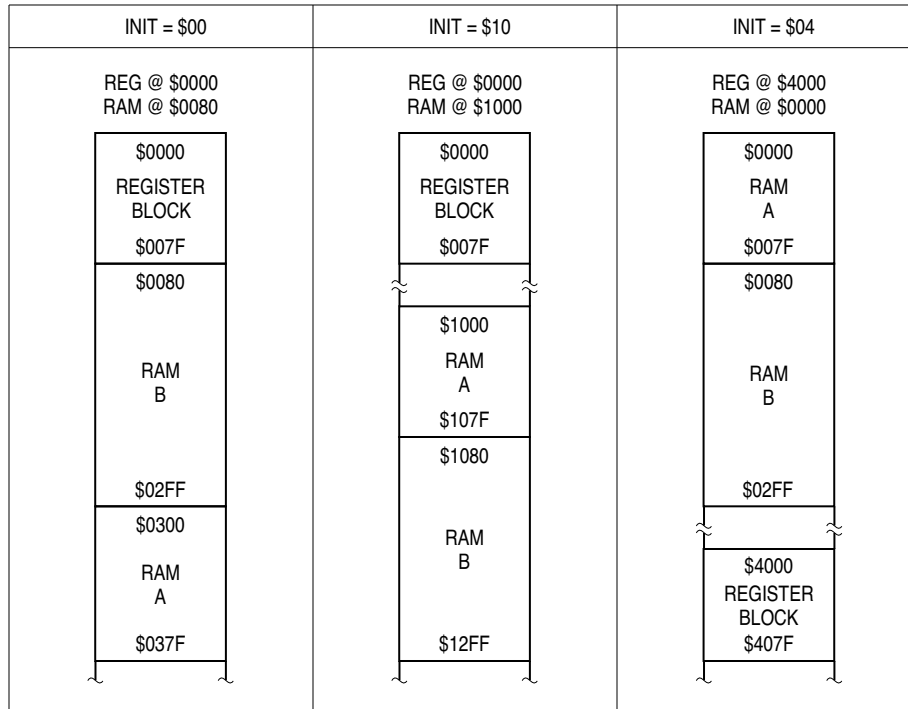 INIT = $00
REG @ $0000
RAM @ $0080
$0000
REGISTER
BLOCK
$007F
$0080
RAM
B
$02FF
$0300
RAM
A
$037F
INIT = $10
REG @ $0000
RAM @ $1000
$0000
REGISTER
BLOCK
$007F
$1000
RAM
A
$107F
$1080
RAM
B
$12FF
INIT = $04
REG @ $4000
RAM @ $0000
$0000
RAM
A
$007F
$0080
RAM
B
$02FF
$4000
REGISTER
BLOCK
$407F